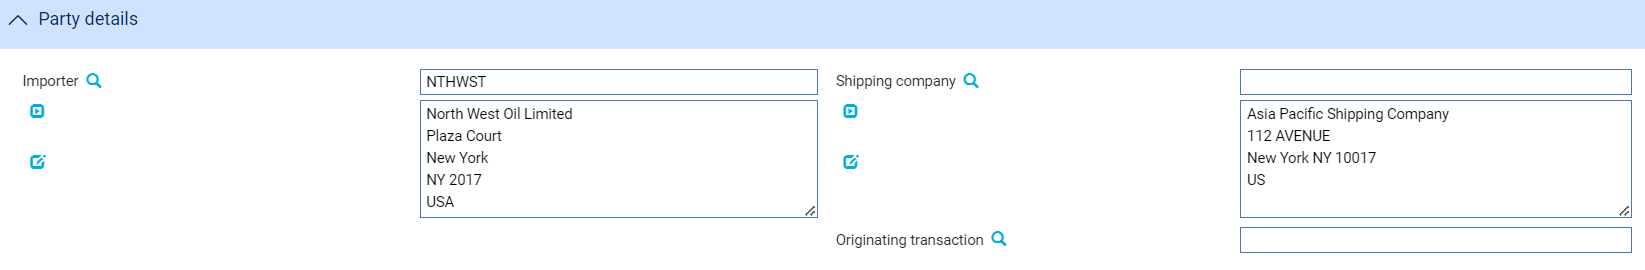 Party details
Importer
NTHWST
North West Oil Limited
Plaza Court
New York
NY 2017
USA
Shipping company
Asia Pacific Shipping Company
112 AVENUE
New York NY 10017
US
Originating transaction